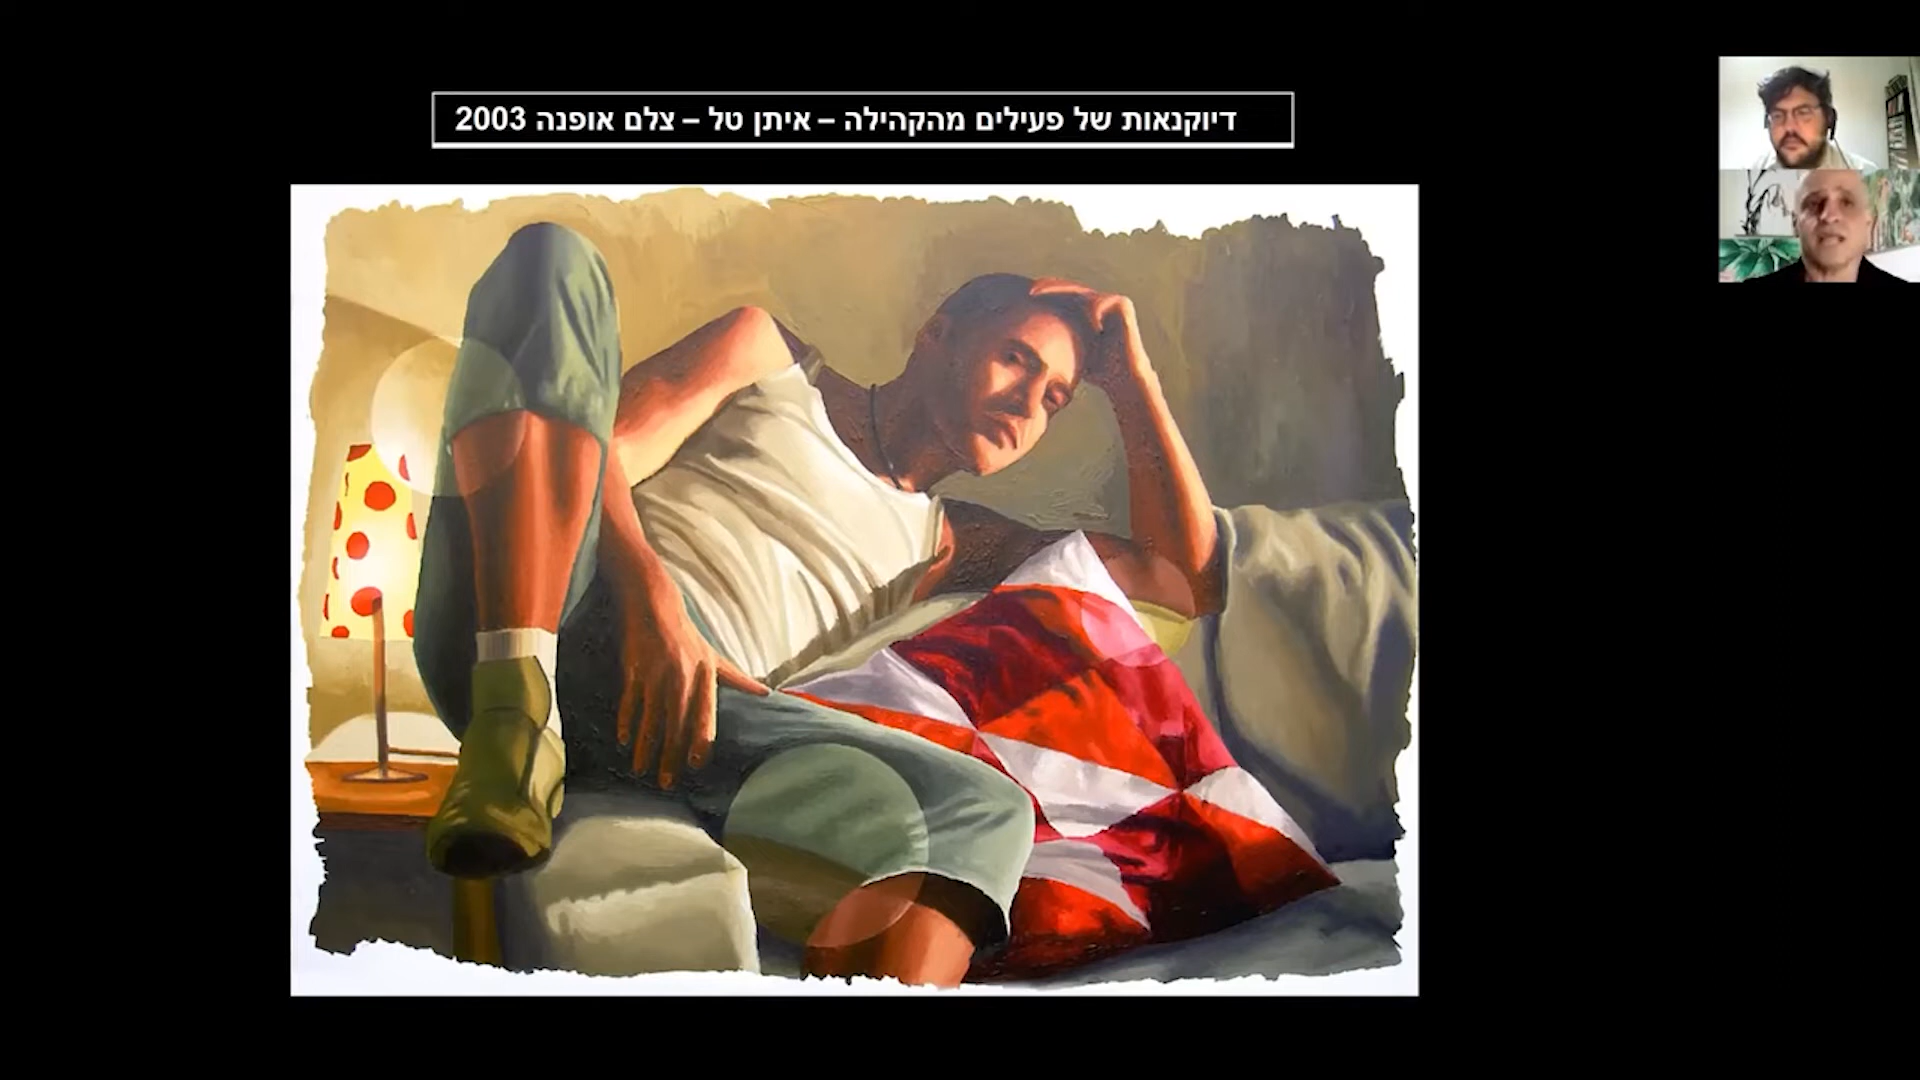 דיוקנאות של פעילים מהקהילה – איתן טל – צלם אופנה 2003